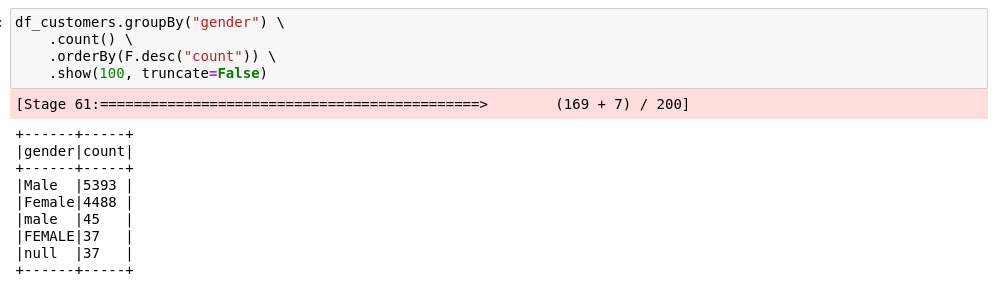 :
df_customers.groupBy("gender") \
    .count() \
    .orderBy(F.desc("count")) \
    .show(100, truncate=False)
[Stage 61:=============================================>        (169 + 7) / 200]
+------+-----+
|gender|count|
+------+-----+
|Male  |5393 |
|Female|4488 |
|male  |45   |
|FEMALE|37   |
|null  |37   |
+------+-----+